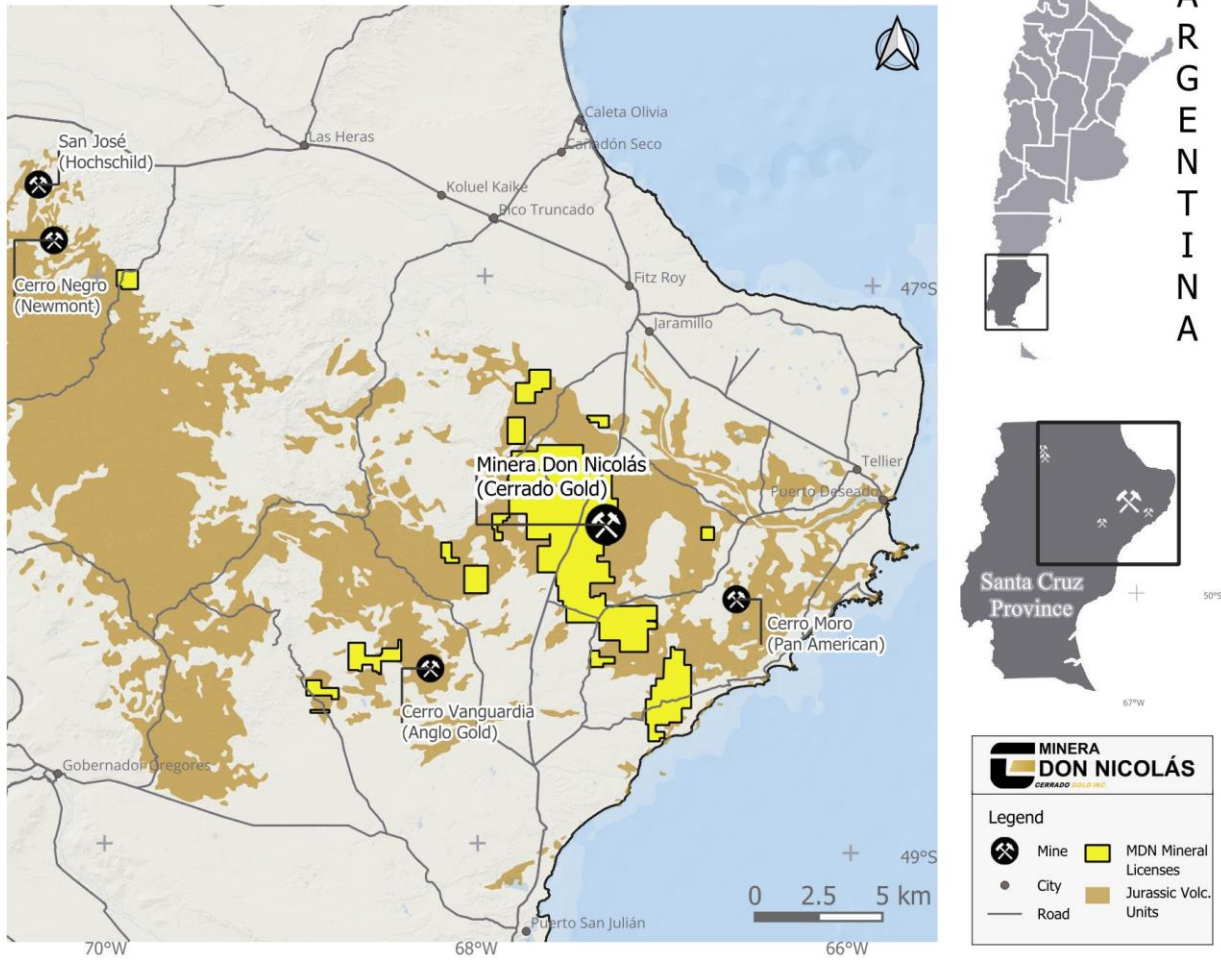 San José
(Hochschild)
Cerro Negro
(Newmont)
Las Heras
Caleta Olivia
Cañadón Seco
Koluel Kaike
Pico Truncado
Fitz Roy
47°S
Jaramillo
Minera Don Nicolás
(Cerrado Gold)
Tellier
Puerto Deseado
Cerro Moro
(Pan American)
Cerro Vanguardia
(Anglo Gold)
Gobernador Gregores
49°S
0 2.5 5 km
Puerto San Julián
70°W 68°W 66°W
A
R
G
E
N
T
I
N
A
Santa Cruz
Province
50°S
67°W
MINERA
DON NICOLÁS
CERRADO GOLD INC.
Legend
Mine
MDN Mineral
Licenses
City
Jurassic Volc.
Units
Road